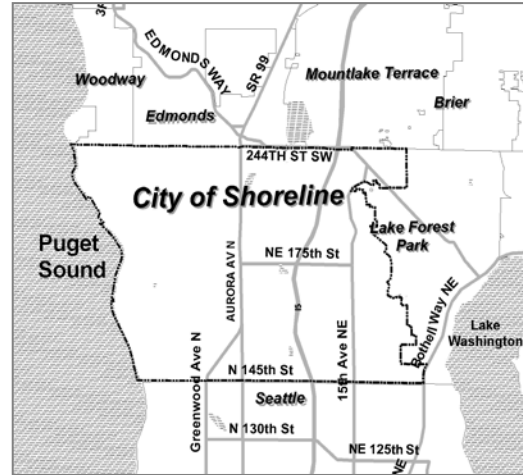 3R
EDMONDS WAY
SR 99
Woodway
Mountlake Terrace
Brier
Edmonds
244TH ST SW
City of Shoreline
Lake Forest
Park
Puget
Sound
AURORA AV N
NE 175th St
I5
15th Ave NE
Bothell Way NE
Lake
Washington
Greenwood Ave N
N 145th St
Seattle
N 130th St
NE 125th St
NE